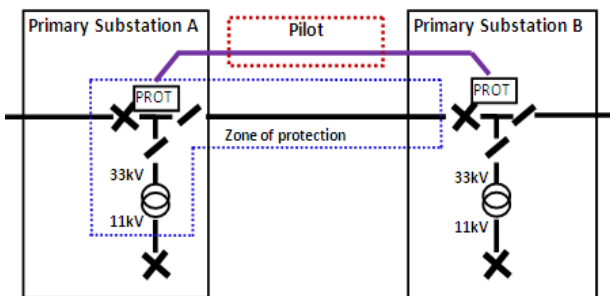 Primary Substation A
Pilot
Primary Substation B
PROT
PROT
Zone of protection
33kV
33kV
11kV
11kV